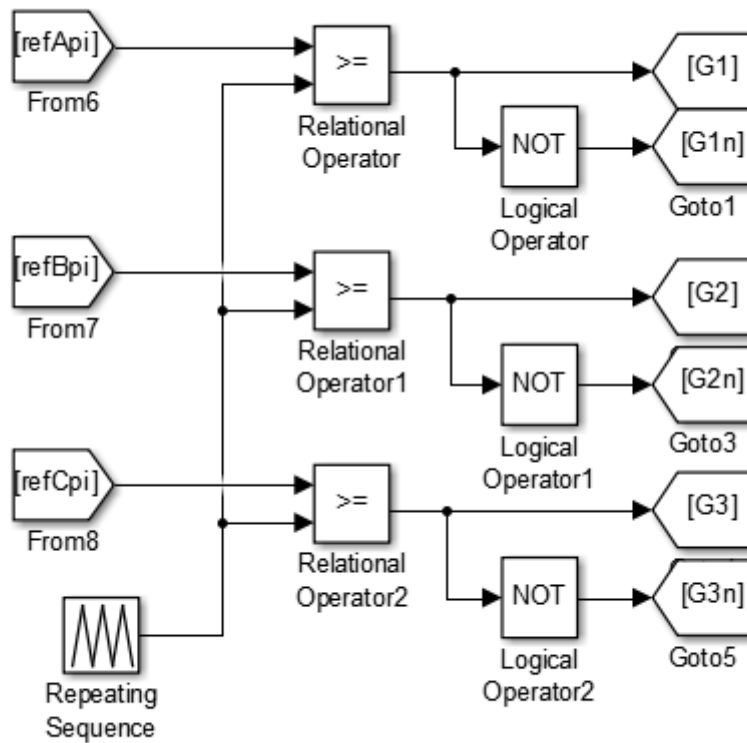 [refApi]
From6
>=
Relational
Operator
[G1]
NOT
Logical
Operator
[G1n]
Goto1
[refBpi]
From7
>=
Relational
Operator1
[G2]
NOT
Logical
Operator1
[G2n]
Goto3
[refCpi]
From8
>=
Relational
Operator2
[G3]
NOT
Logical
Operator2
[G3n]
Goto5
Repeating
Sequence